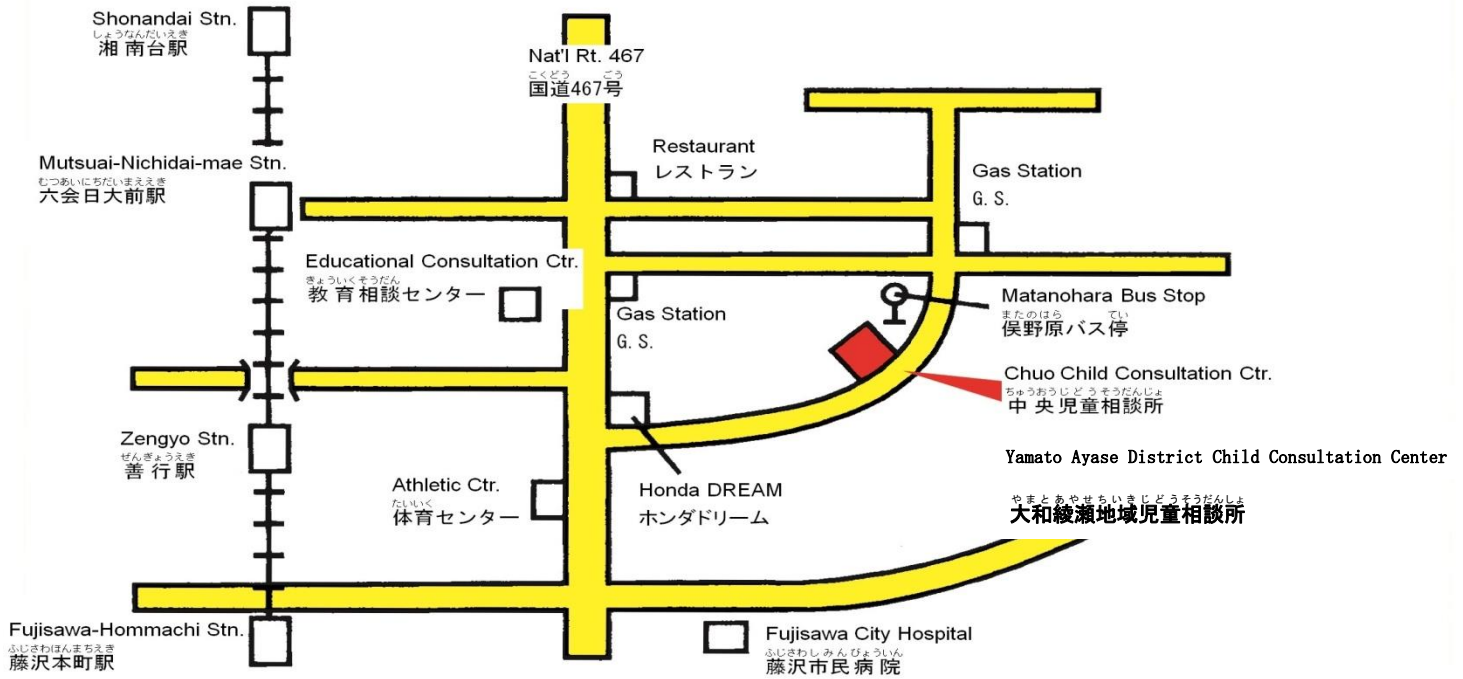 Shonandai Stn.
しょうなんだいえき
湘南台駅
Nat'l Rt. 467
こくどう ごう
国道467号
Restaurant
レストラン
Mutsuai-Nichidai-mae Stn.
むつあいにちだいまええき
六会日大前駅
Gas Station
G. S.
Educational Consultation Ctr.
きょういくそうだん
教育相談センター
Gas Station
G. S.
Matanohara Bus Stop
またのはら てい
俣野原バス停
Chuo Child Consultation Ctr.
ちゅうおうじどうそうだんじょ
中央児童相談所
Zengyo Stn.
ぜんぎょうえき
善行駅
Yamato Ayase District Child Consultation Center
やまとあやせちいきじどうそうだんしょ
大和綾瀬地域児童相談所
Athletic Ctr.
たいいく
体育センター
Honda DREAM
ホンダドリーム
Fujisawa-Hommachi Stn.
ふじさわほんまちえき
藤沢本町駅
Fujisawa City Hospital
ふじさわしみんびょういん
藤沢市民病院